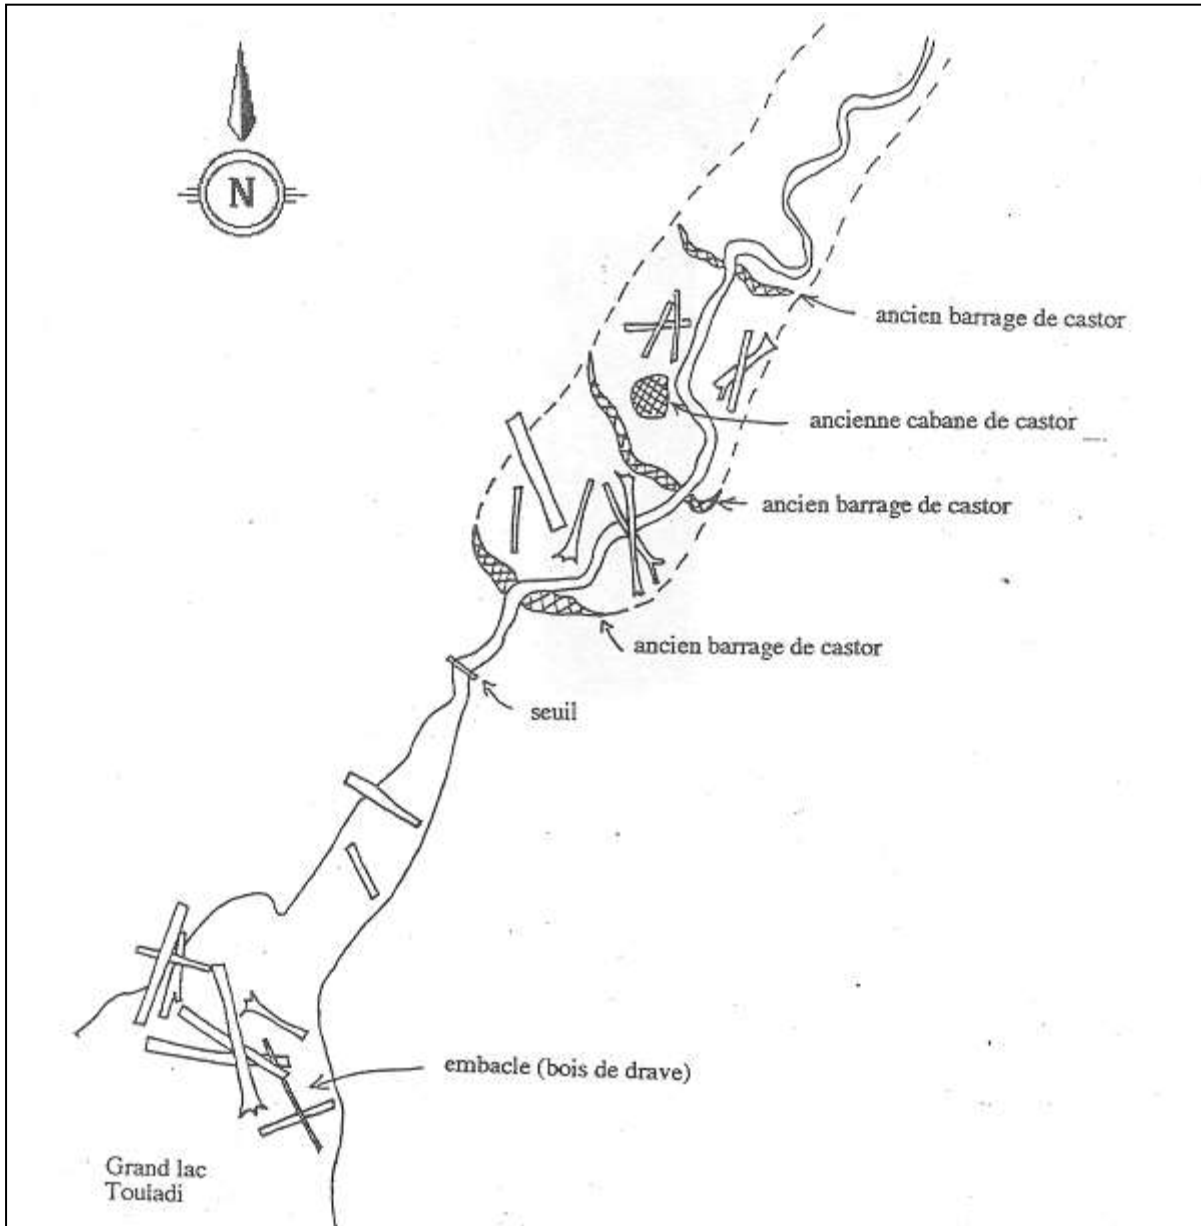 N
ancien barrage de castor
ancienne cabane de castor
ancien barrage de castor
ancien barrage de castor
seuil
embacle (bois de drave)
Grand lac
Touladi